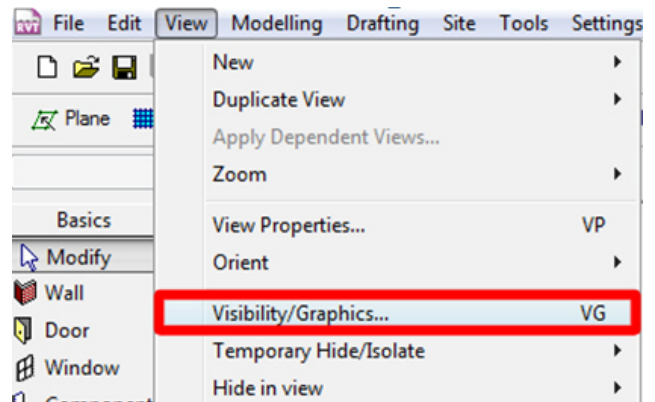 RVT File Edit View Modelling Drafting Site Tools Settings
New
Duplicate View
Plane
Apply Dependent Views...
Zoom
Basics
View Properties... VP
Modify
Orient
Wall
Visibility/Graphics... VG
Door
Temporary Hide/Isolate
Window
Hide in view